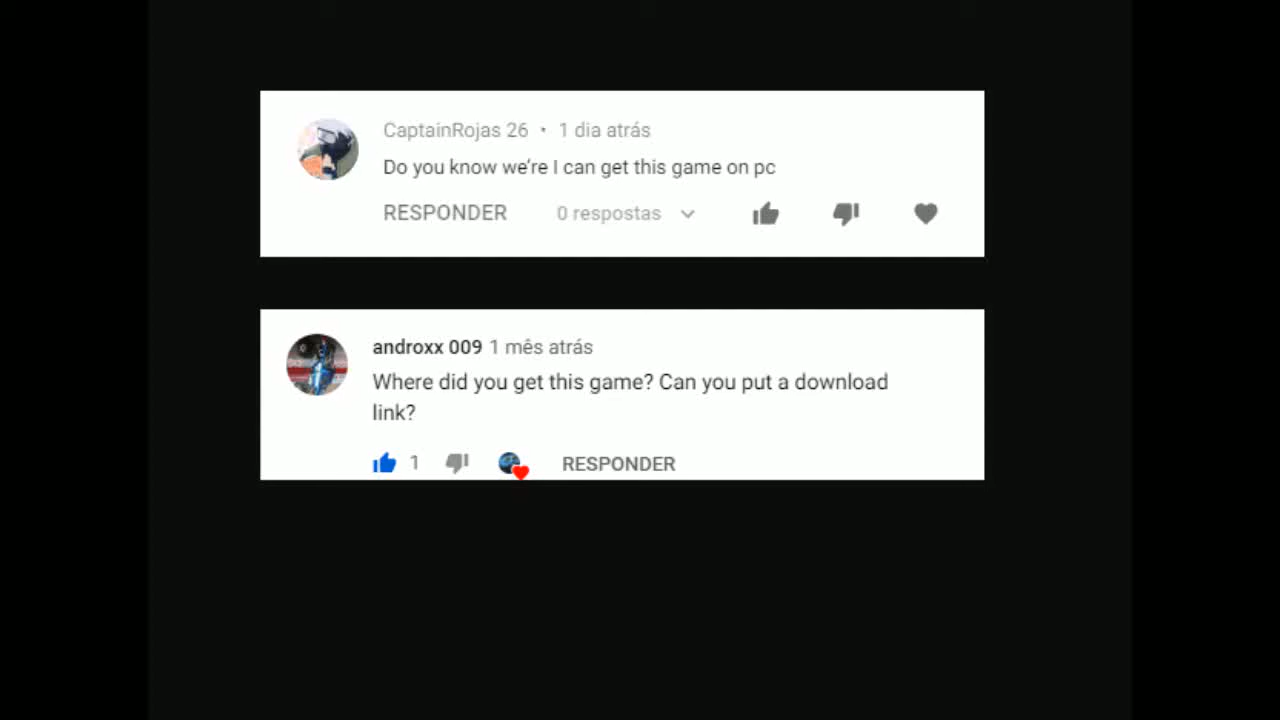 CaptainRojas 26 • 1 dia atrás
Do you know we're I can get this game on pc
RESPONDER 0 respostas
androxx 009 1 mês atrás
Where did you get this game? Can you put a download
link?
1 RESPONDER